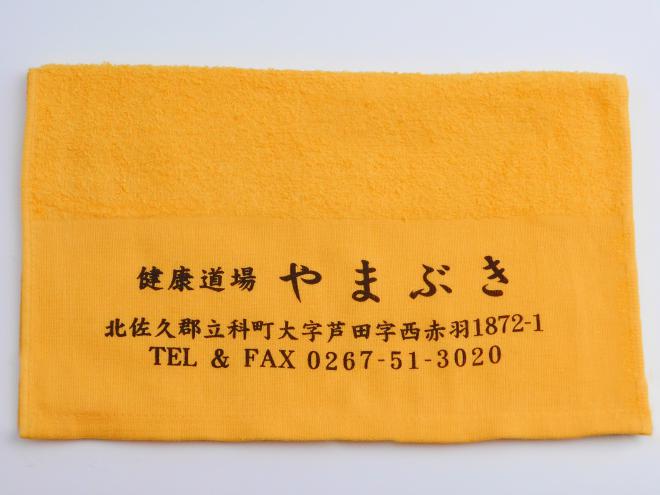 健康道場 やまぶき
北佐久郡立科町大字芦田字西赤羽1872-1
TEL & FAX 0267-51-3020